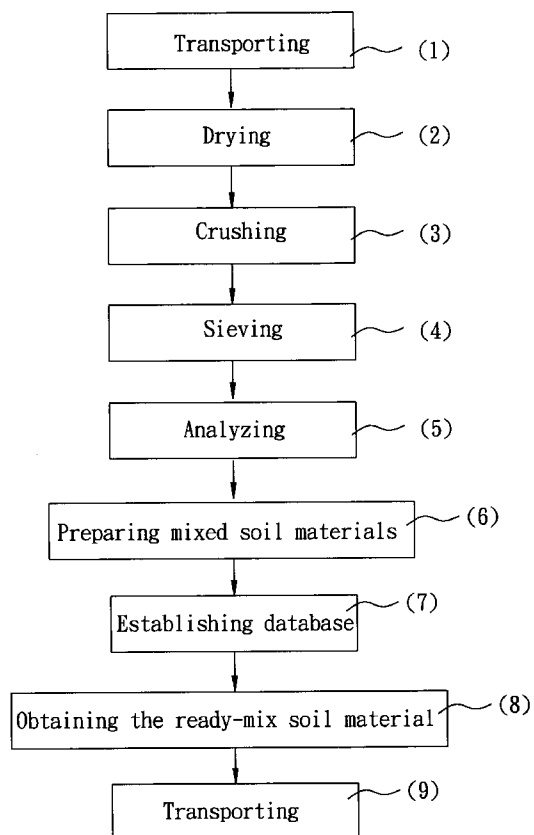 Transporting (1)
Drying (2)
Crushing (3)
Sieving (4)
Analyzing (5)
Preparing mixed soil materials (6)
Establishing database (7)
Obtaining the ready-mix soil material (8)
Transporting (9)